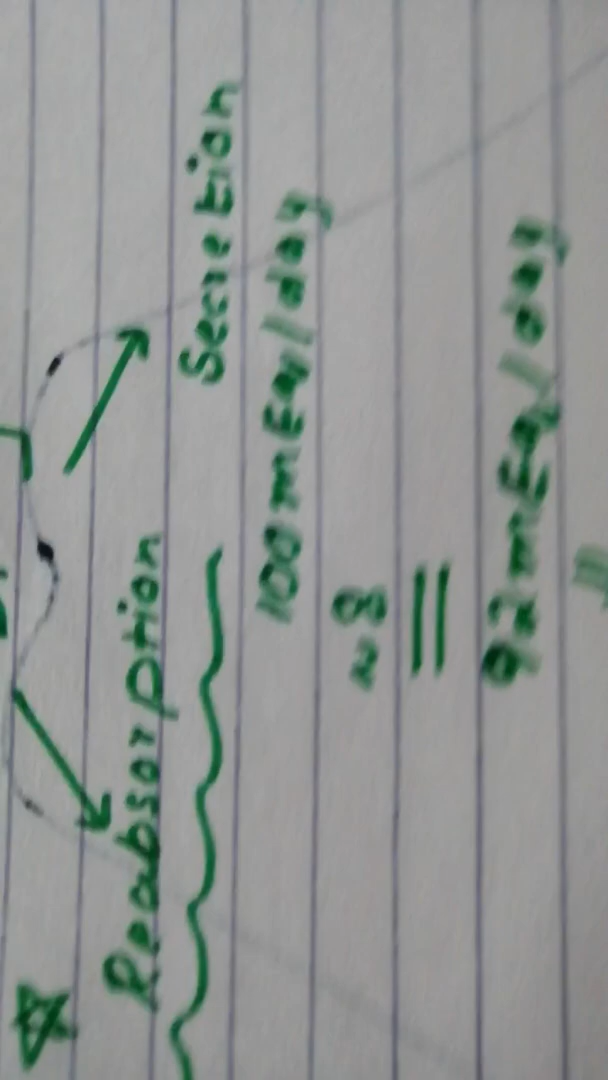 Reabsorption
Secretion
100 mEq/day
~ 8
=
92 mEq/day